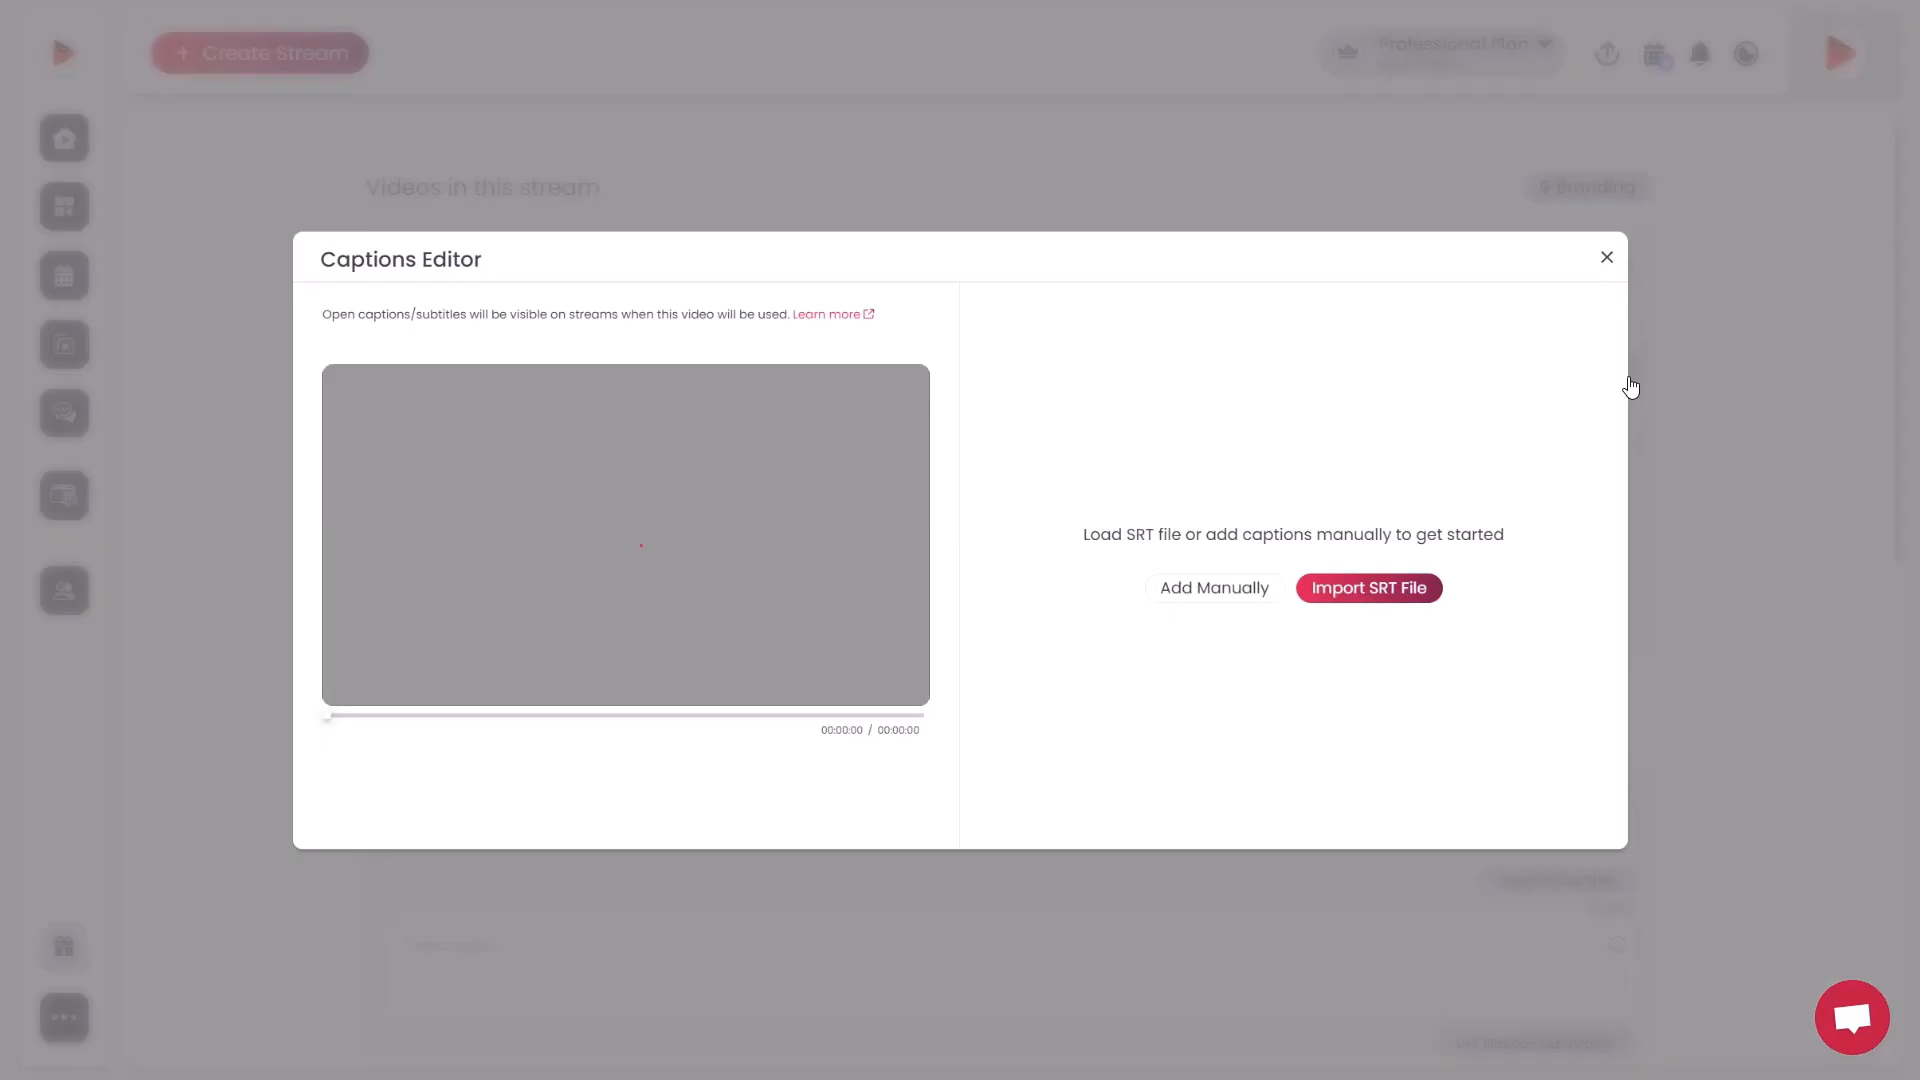 + Create Stream
Professional Plan
Videos in this stream
6 Branding
Captions Editor
Open captions/subtitles will be visible on streams when this video will be used. Learn more
Load SRT file or add captions manually to get started
Add Manually
Import SRT File
00:00:00 / 00:00:00